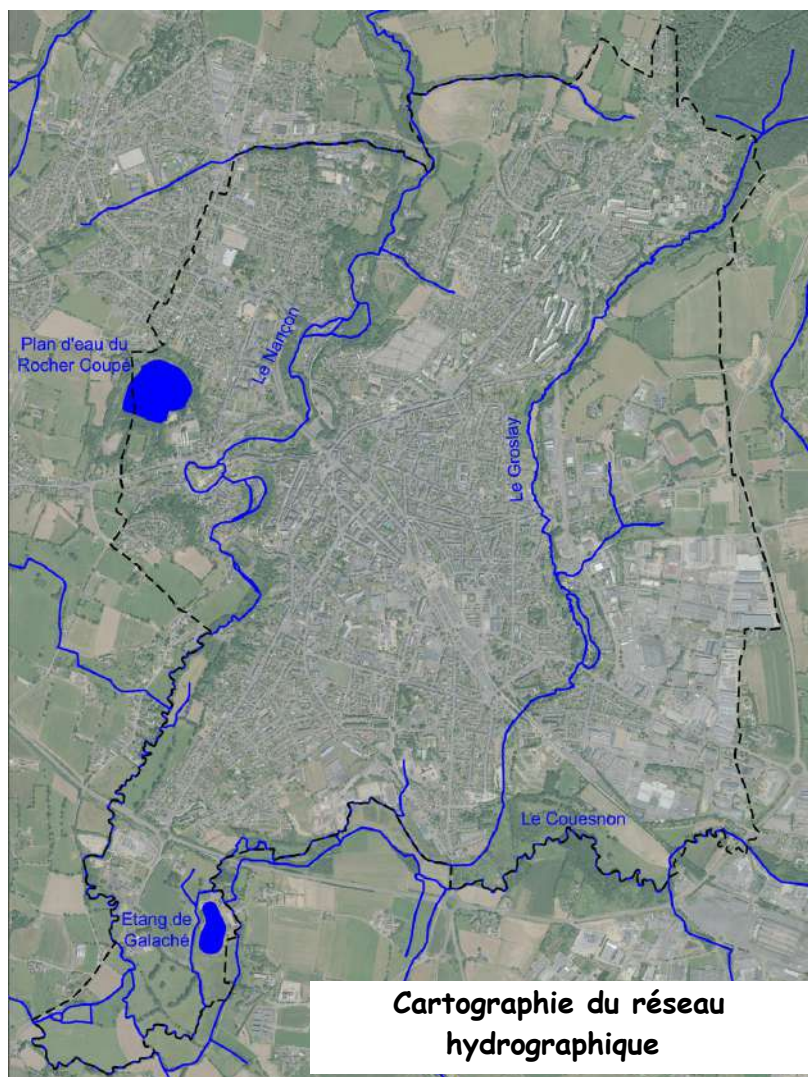 Plan d'eau du
Rocher Coupé
Le Nançon
Le Groslay
Le Couesnon
Etang de
Galaché
Cartographie du réseau
hydrographique